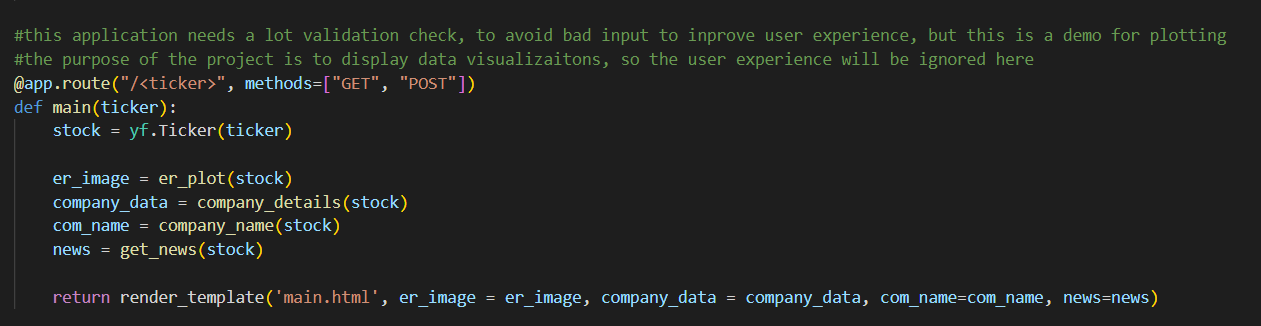 #this application needs a lot validation check, to avoid bad input to inprove user experience, but this is a demo for plotting
#the purpose of the project is to display data visualizaitons, so the user experience will be ignored here
@app.route("/<ticker>", methods=["GET", "POST"])
def main(ticker):
    stock = yf.Ticker(ticker)

    er_image = er_plot(stock)
    company_data = company_details(stock)
    com_name = company_name(stock)
    news = get_news(stock)

    return render_template('main.html', er_image = er_image, company_data = company_data, com_name=com_name, news=news)